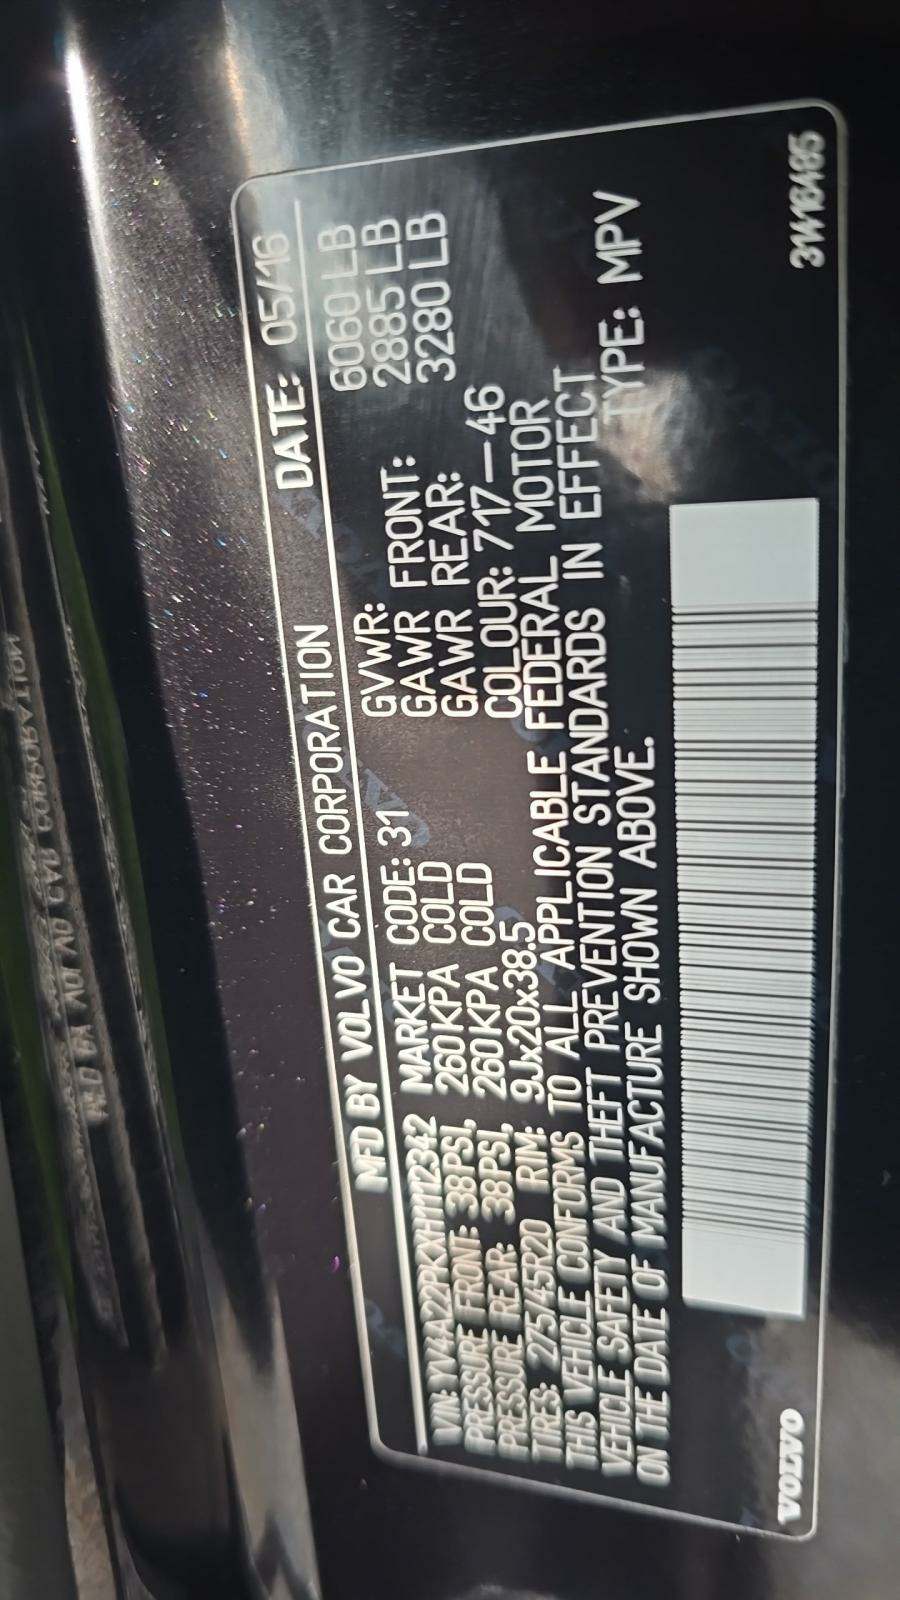 MFD BY VOLVO CAR CORPORATION DATE: 05/16
VIN: YV4A22PKXH1112342 MARKET CODE: 31 GVWR: 6060 LB
PRESSURE FRONT: 38PSI, 260KPA COLD GAWR FRONT: 2885 LB
PRESSURE REAR: 38PSI, 260KPA COLD GAWR REAR: 3280 LB
TIRES: 275/45R20 RIM: 9Jx20x38.5 COLOUR: 717-46
THIS VEHICLE CONFORMS TO ALL APPLICABLE FEDERAL MOTOR
VEHICLE SAFETY AND THEFT PREVENTION STANDARDS IN EFFECT
ON THE DATE OF MANUFACTURE SHOWN ABOVE. TYPE: MPV
VOLVO 31416485